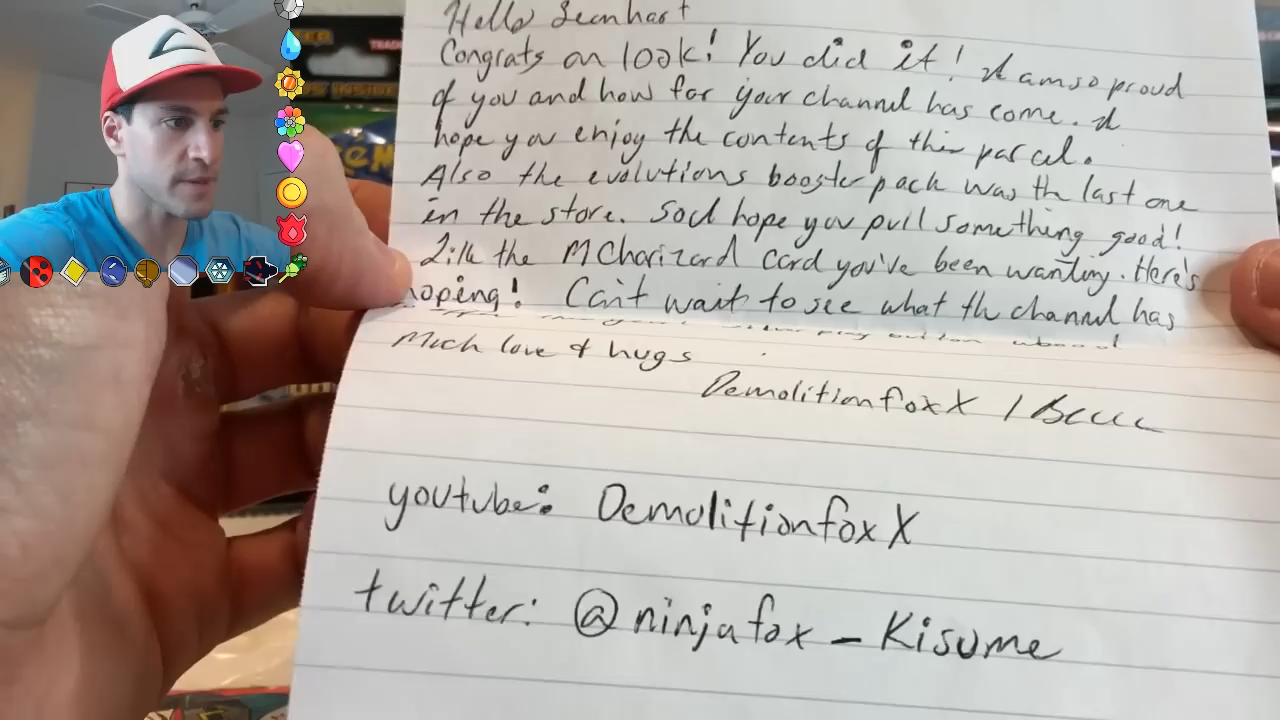 Hello Leonhart
Congrats on 100k! You did it! I am so proud
of you and how far your channel has come. I
hope you enjoy the contents of this parcel.
Also the evolutions booster pack was th last one
in the store. So I hope you pull something good!
Like the M Charizard card you've been wanting. Here's
hoping! Can't wait to see what the channel has
Much love & hugs
DemolitionfoxX /
youtube: DemolitionfoxX
twitter: @ninjafox_Kisume